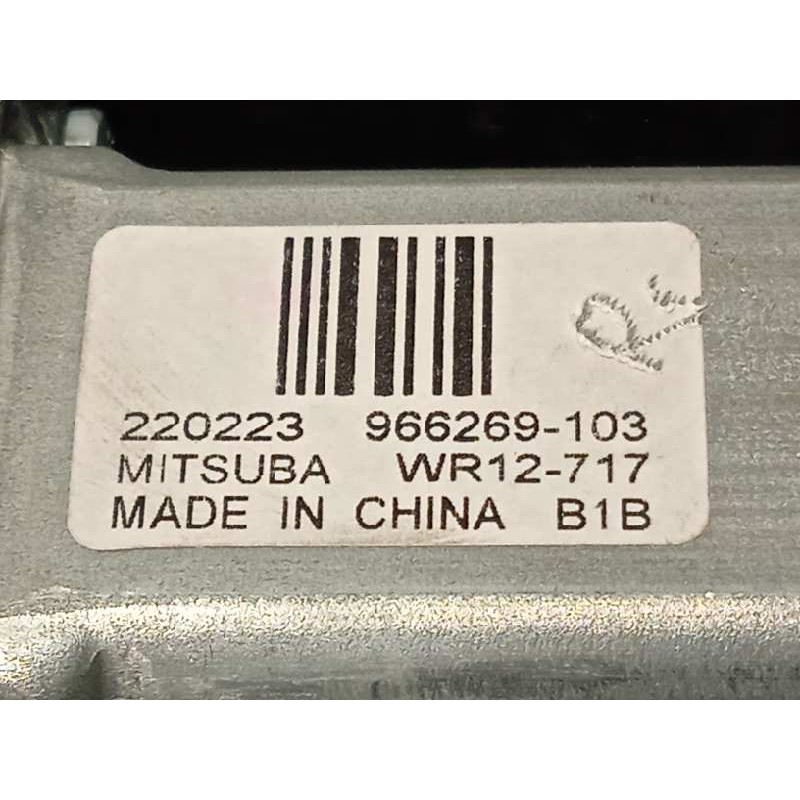 220223 966269-103
MITSUBA WR12-717
MADE IN CHINA B1B